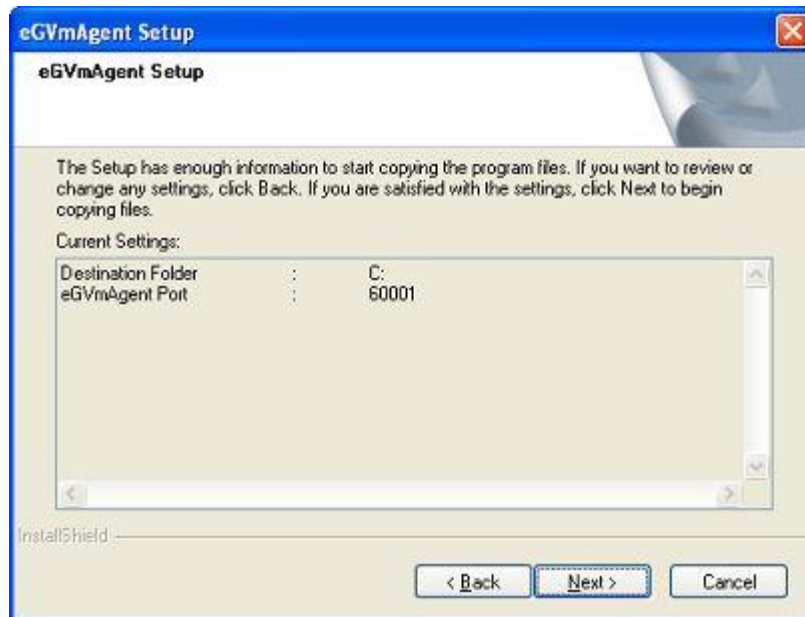 eGVmAgent Setup
eGVmAgent Setup
The Setup has enough information to start copying the program files. If you want to review or
change any settings, click Back. If you are satisfied with the settings, click Next to begin
copying files.
Current Settings:
Destination Folder : C:
eGVmAgent Port : 60001
InstallShield
< Back Next > Cancel